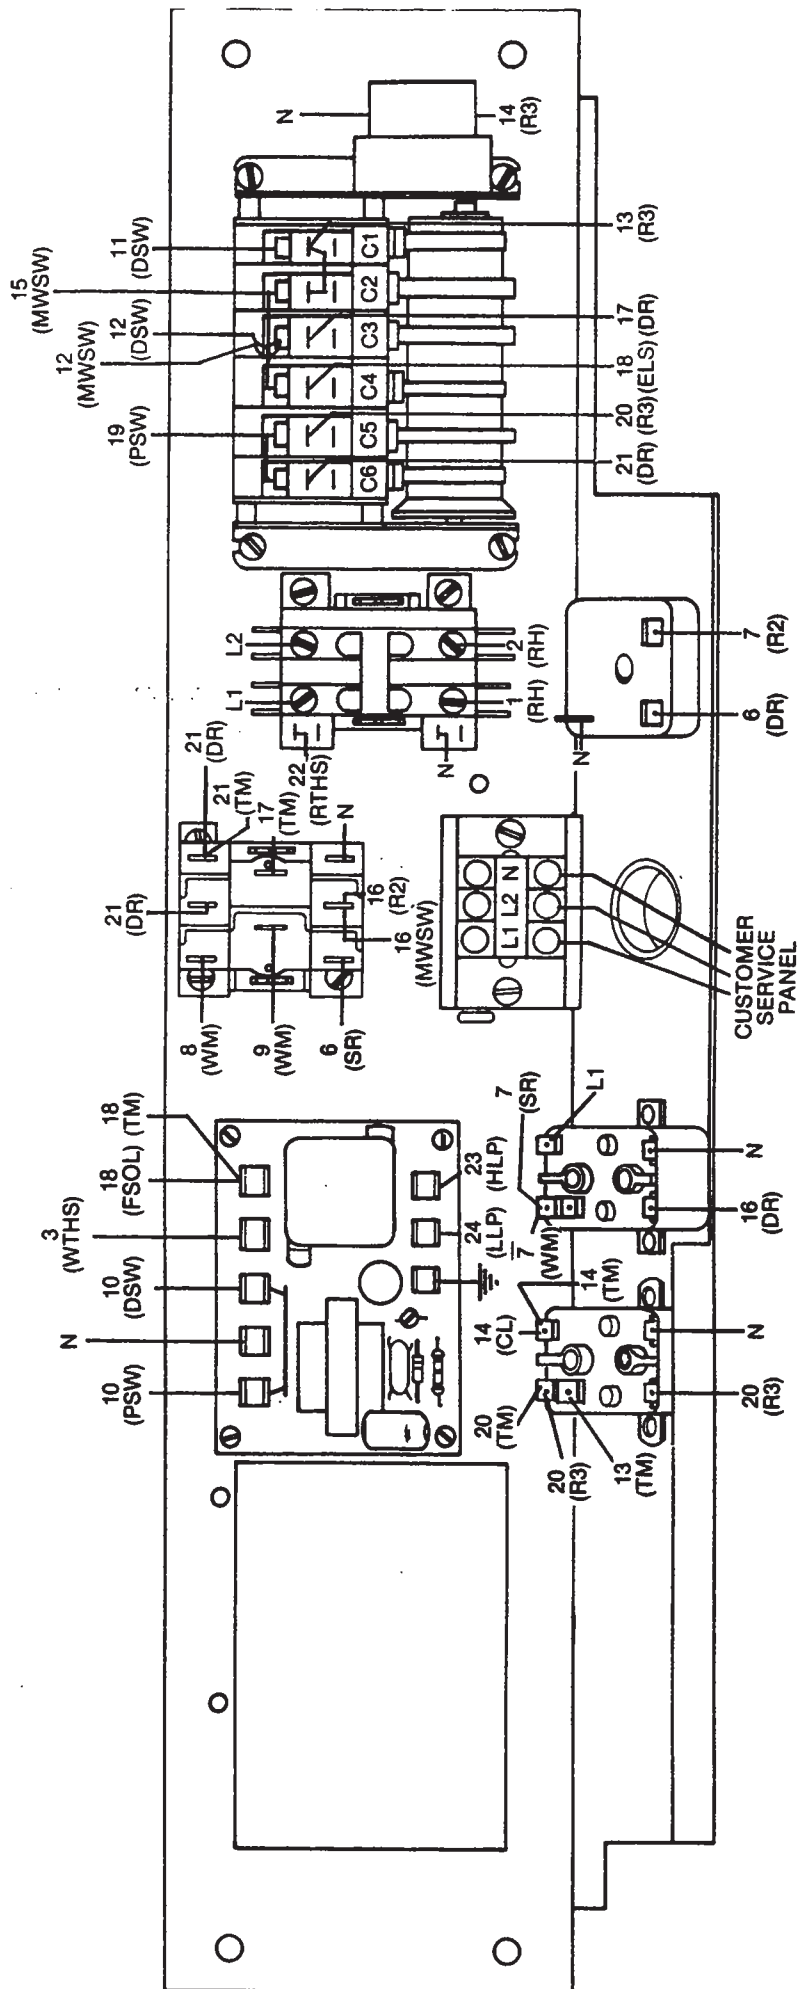 N
14
(R3)
11
(DSW)
15
(MWSW)
12
(DSW)
12
(MWSW)
19
(PSW)
C1
C2
C3
C4
C5
C6
13
(R3)
17
(DR)
18
(ELS)
20
(R3)
21
(DR)
L2
L1
2
(RH)
1
(RH)
22
(RTHS)
N
7
(R2)
6
(DR)
N
21
(DR)
21
(TM)
17
(TM)
N
21
(DR)
16
(R2)
16
(MWSW)
8
(WM)
9
(WM)
6
(SR)
L1 L2 N
CUSTOMER
SERVICE
PANEL
18
(TM)
18
(FSOL)
3
(WTHS)
10
(DSW)
N
10
(PSW)
23
(HLP)
24
(LLP)
7
(SR)
L1
7
(WM)
N
16
(DR)
14
(TM)
14
(CL)
20
(TM)
20
(R3)
13
(TM)
N
20
(R3)